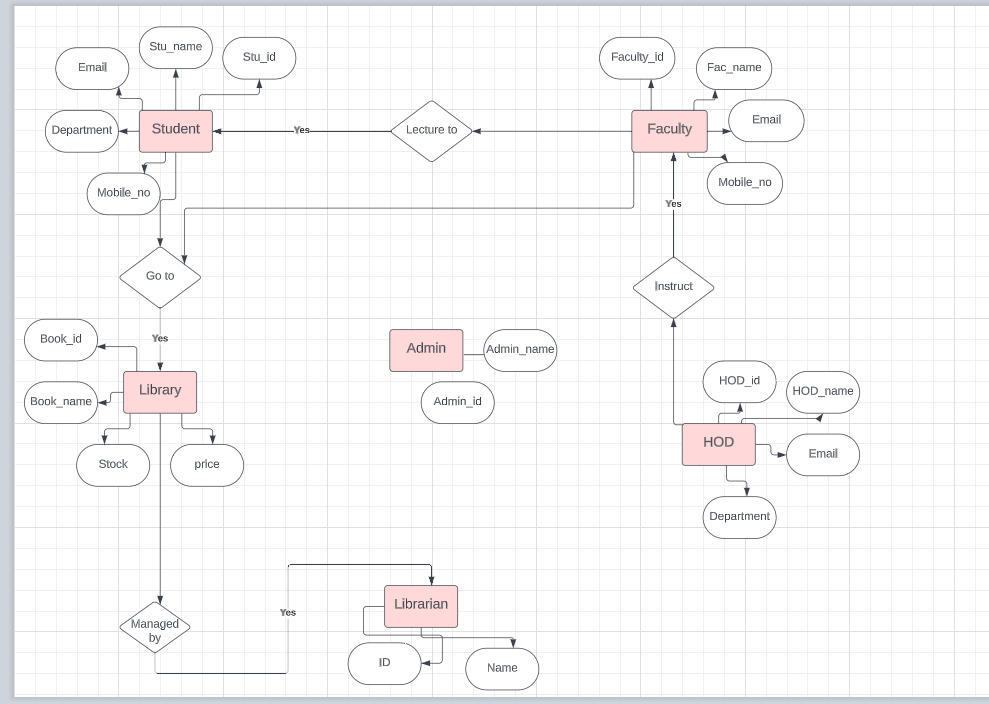 Stu_name
Stu_id
Email
Department
Student
Mobile_no
Yes
Lecture to
Faculty_id
Fac_name
Faculty
Email
Mobile_no
Yes
Go to
Instruct
Yes
Book_id
Library
Book_name
Stock
price
Admin
Admin_name
Admin_id
HOD_id
HOD_name
HOD
Email
Department
Managed
by
Yes
Librarian
ID
Name